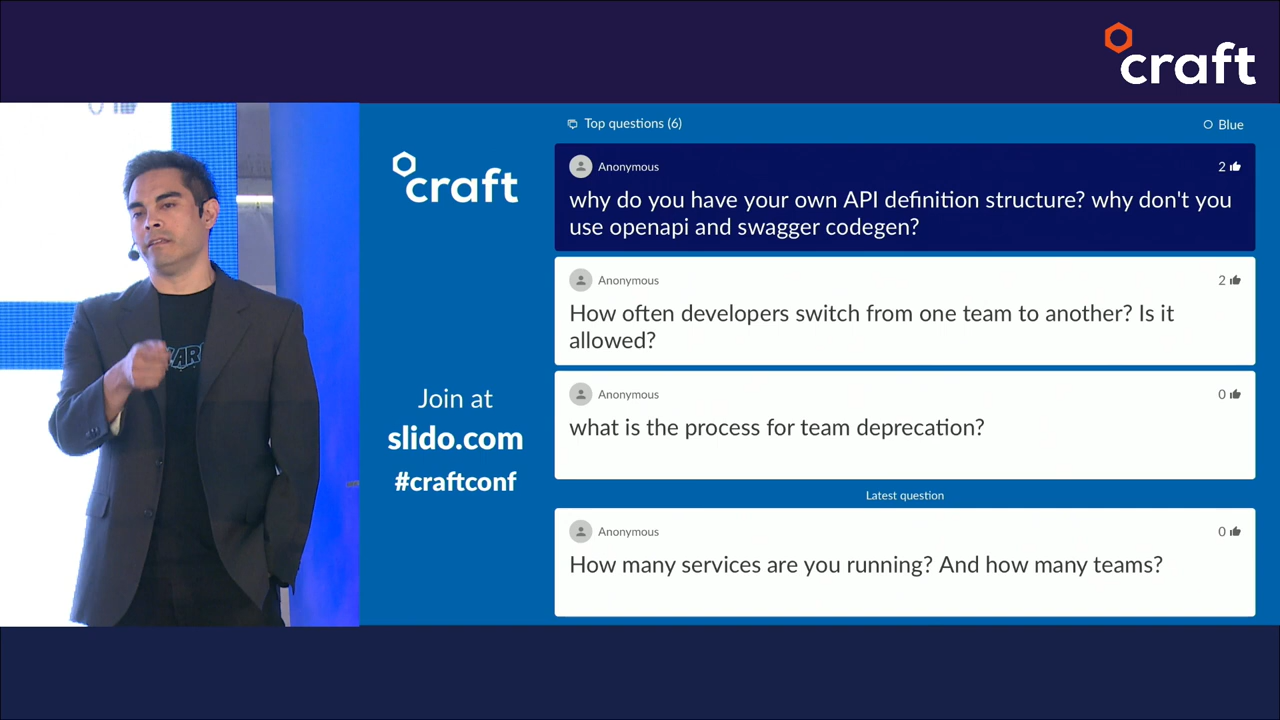 craft
Top questions (6)
Blue
craft
Anonymous
2
why do you have your own API definition structure? why don't you
use openapi and swagger codegen?
Anonymous
2
How often developers switch from one team to another? Is it
allowed?
Join at
slido.com
#craftconf
Anonymous
0
what is the process for team deprecation?
Latest question
Anonymous
0
How many services are you running? And how many teams?